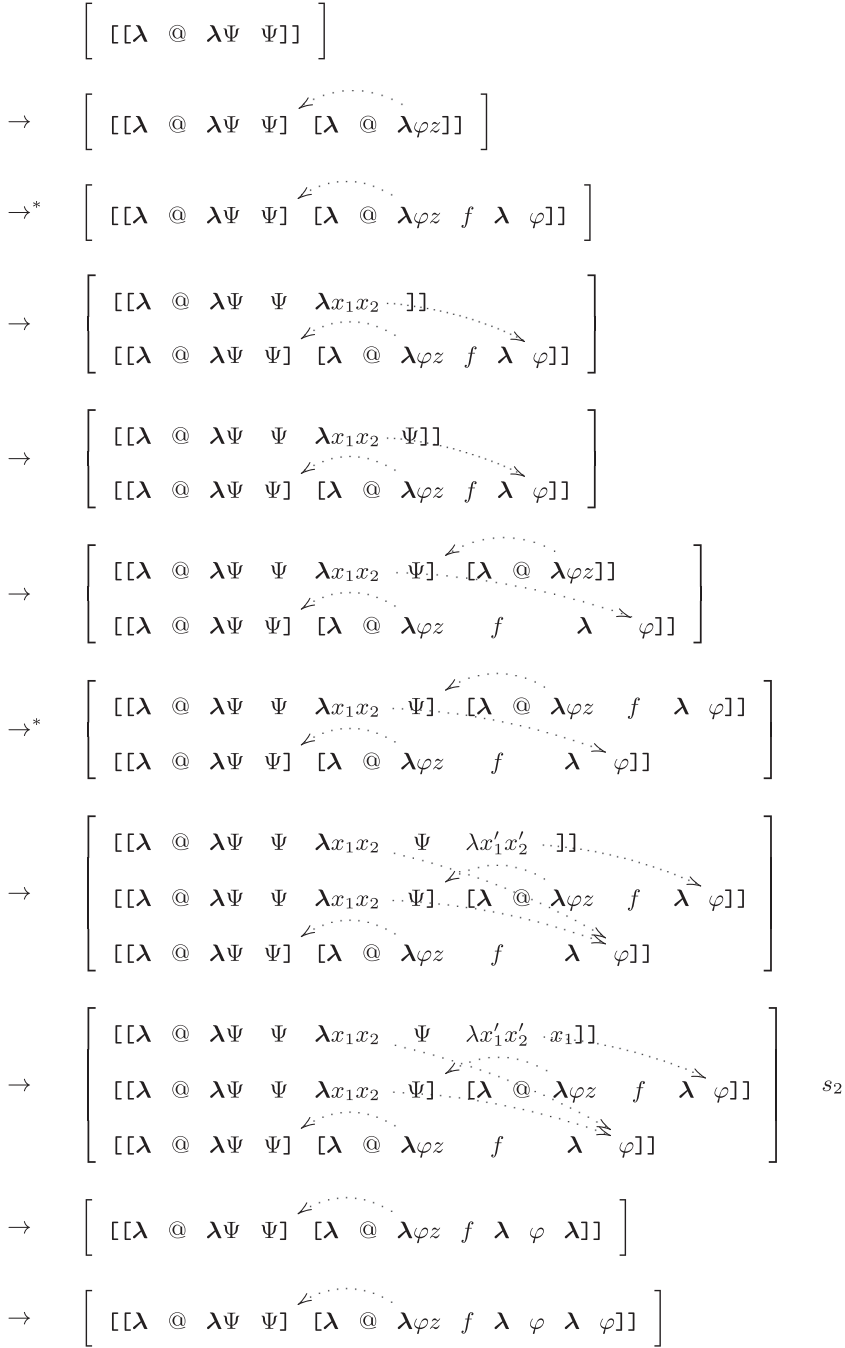 [[𝛌 @ 𝛌Ψ Ψ]]
→ [[𝛌 @ 𝛌Ψ Ψ] [𝛌 @ 𝛌φz]]
→* [[𝛌 @ 𝛌Ψ Ψ] [𝛌 @ 𝛌φz f 𝛌 φ]]
[[𝛌 @ 𝛌Ψ Ψ 𝛌x₁x₂ ]]
→
[[𝛌 @ 𝛌Ψ Ψ] [𝛌 @ 𝛌φz f 𝛌 φ]]
[[𝛌 @ 𝛌Ψ Ψ 𝛌x₁x₂ Ψ]]
→
[[𝛌 @ 𝛌Ψ Ψ] [𝛌 @ 𝛌φz f 𝛌 φ]]
[[𝛌 @ 𝛌Ψ Ψ 𝛌x₁x₂ Ψ] [𝛌 @ 𝛌φz]]
→
[[𝛌 @ 𝛌Ψ Ψ] [𝛌 @ 𝛌φz f 𝛌 φ]]
[[𝛌 @ 𝛌Ψ Ψ 𝛌x₁x₂ Ψ] [𝛌 @ 𝛌φz f 𝛌 φ]]
→*
[[𝛌 @ 𝛌Ψ Ψ] [𝛌 @ 𝛌φz f 𝛌 φ]]
[[𝛌 @ 𝛌Ψ Ψ 𝛌x₁x₂ Ψ λx′₁x′₂ ]]
→ [[𝛌 @ 𝛌Ψ Ψ 𝛌x₁x₂ Ψ] [𝛌 @ 𝛌φz f 𝛌 φ]]
[[𝛌 @ 𝛌Ψ Ψ] [𝛌 @ 𝛌φz f 𝛌 φ]]
[[𝛌 @ 𝛌Ψ Ψ 𝛌x₁x₂ Ψ λx′₁x′₂ x₁]]
→ [[𝛌 @ 𝛌Ψ Ψ 𝛌x₁x₂ Ψ] [𝛌 @ 𝛌φz f 𝛌 φ]] s₂
[[𝛌 @ 𝛌Ψ Ψ] [𝛌 @ 𝛌φz f 𝛌 φ]]
→ [[𝛌 @ 𝛌Ψ Ψ] [𝛌 @ 𝛌φz f 𝛌 φ 𝛌]]
→ [[𝛌 @ 𝛌Ψ Ψ] [𝛌 @ 𝛌φz f 𝛌 φ 𝛌 φ]]